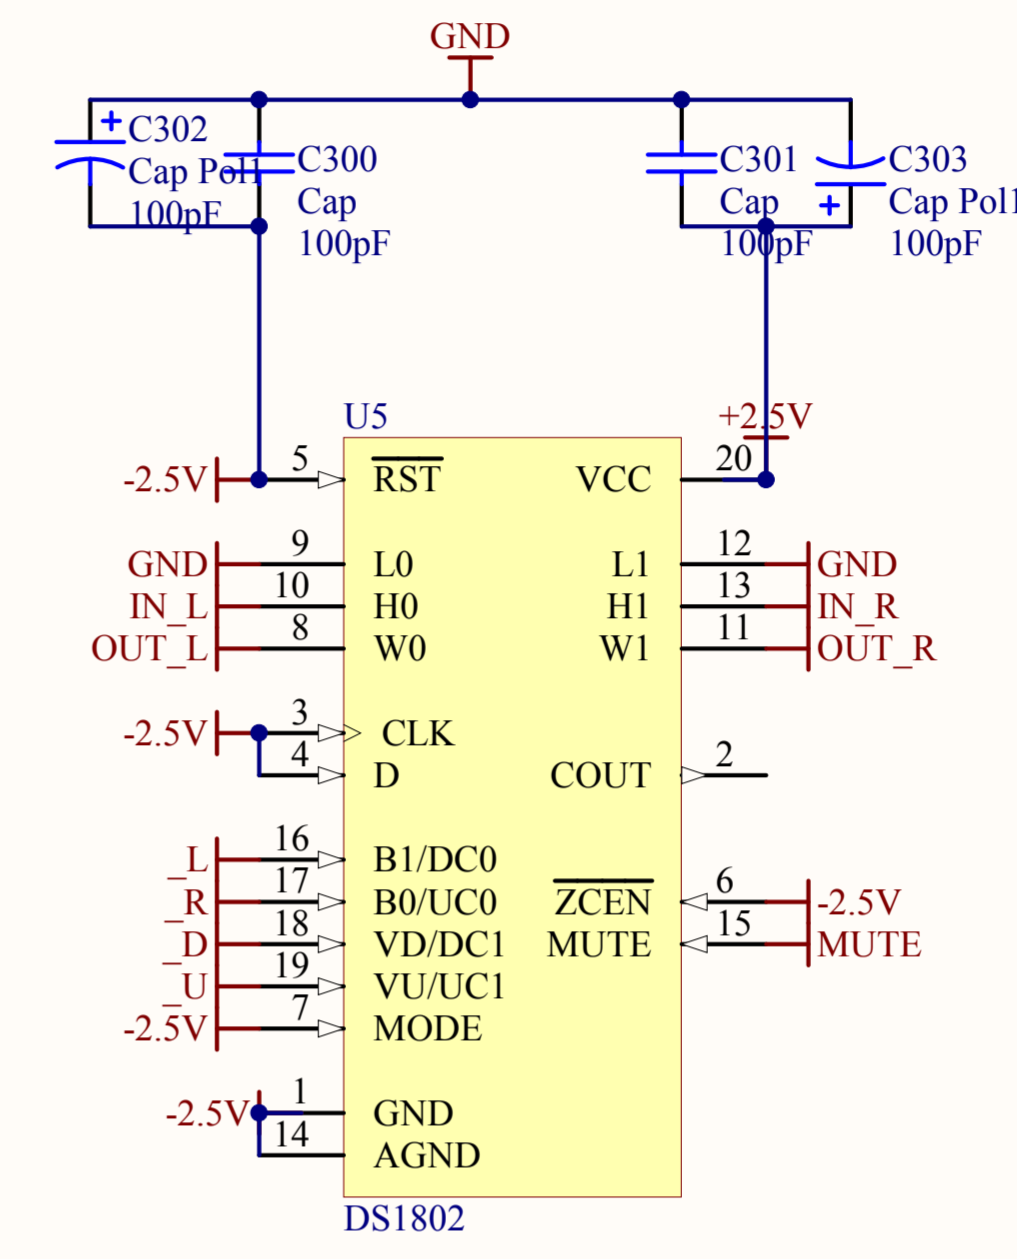 GND
+ C302
Cap Pol1
100pF
C300
Cap
100pF
C301
Cap
100pF
C303
Cap Pol1
100pF
+
U5
+2.5V
-2.5V 5 RST
VCC 20
GND 9 L0
L1 12 GND
IN_L 10 H0
H1 13 IN_R
OUT_L 8 W0
W1 11 OUT_R
-2.5V 3 CLK
4 D
COUT 2
_L 16 B1/DC0
_R 17 B0/UC0
ZCEN 6 -2.5V
_D 18 VD/DC1
MUTE 15 MUTE
_U 19 VU/UC1
-2.5V 7 MODE
-2.5V 1 GND
14 AGND
DS1802